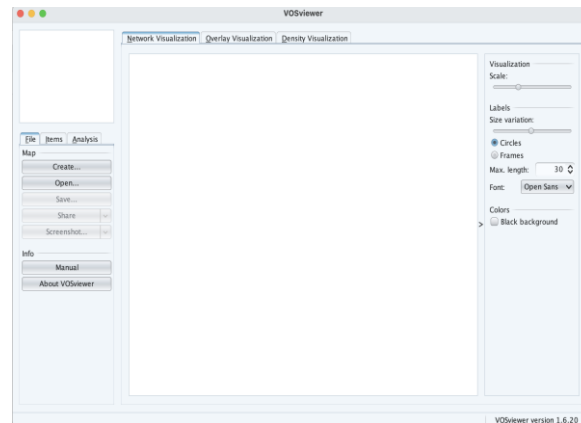 VOSviewer
Network Visualization Overlay Visualization Density Visualization
File Items Analysis
Map
Create...
Open...
Save...
Share
Screenshot...
Info
Manual
About VOSviewer
>
Visualization
Scale:
Labels
Size variation:
Circles
Frames
Max. length: 30
Font: Open Sans
Colors
Black background
VOSviewer version 1.6.20